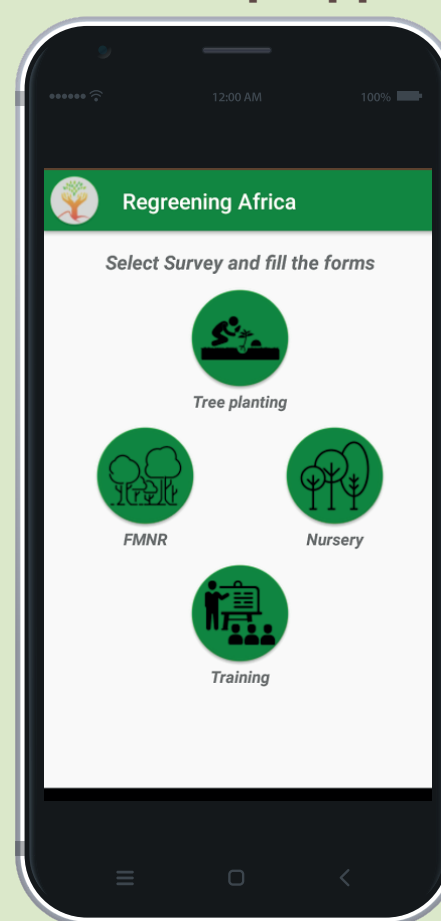 12:00 AM 100%
Regreening Africa
Select Survey and fill the forms
Tree planting
FMNR Nursery
Training